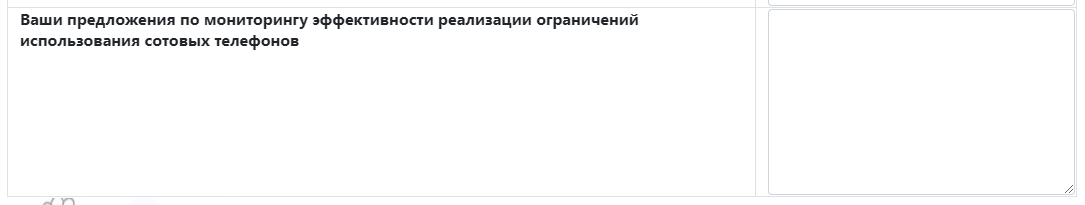 Ваши предложения по мониторингу эффективности реализации ограничений
использования сотовых телефонов